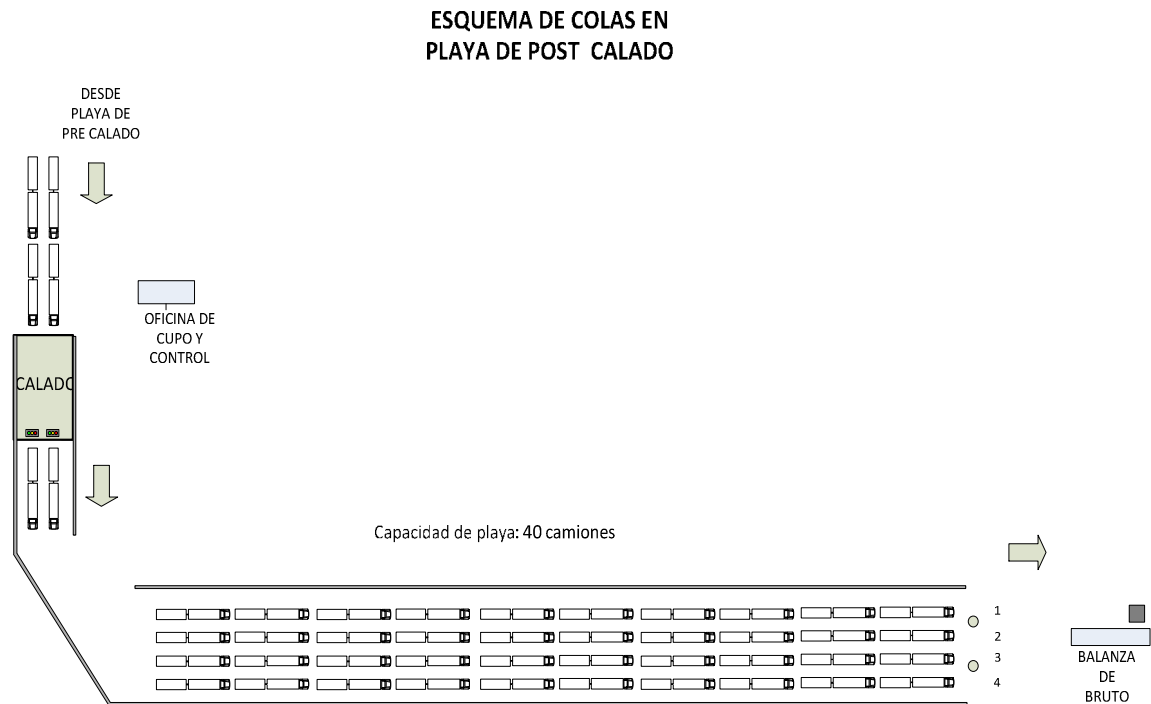 ESQUEMA DE COLAS EN
PLAYA DE POST CALADO
DESDE
PLAYA DE
PRE CALADO
OFICINA DE
CUPO Y
CONTROL
CALADO
Capacidad de playa: 40 camiones
1
2
3
4
BALANZA
DE
BRUTO